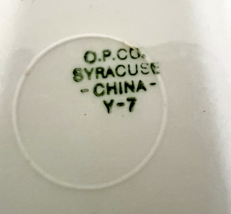 O.P.CO.
SYRACUSE
- CHINA -
Y-7